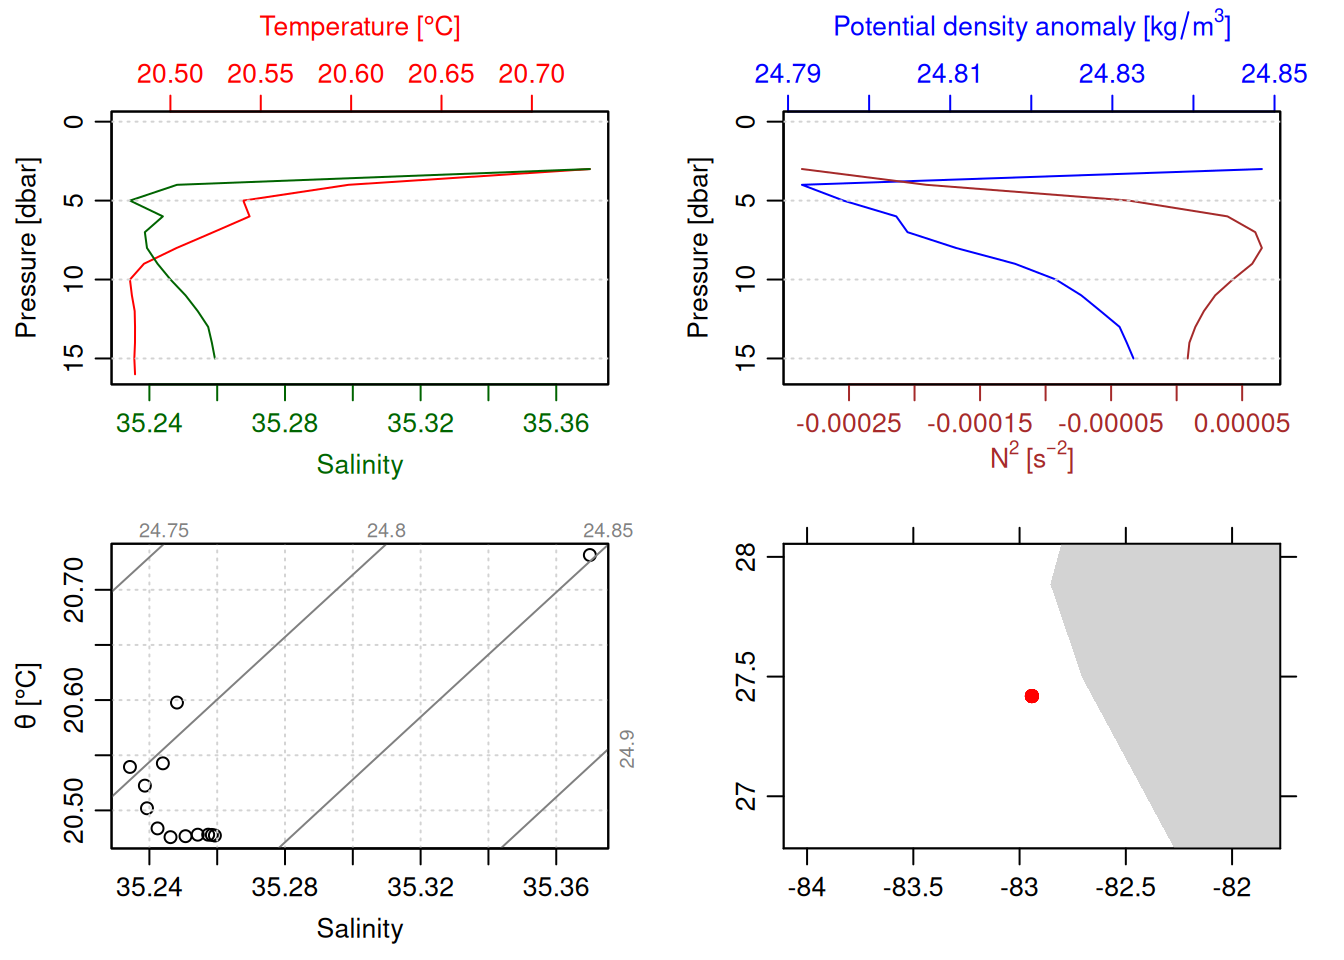 Temperature [°C]
20.50 20.55 20.60 20.65 20.70
Pressure [dbar]
0
5
10
15
35.24 35.28 35.32 35.36
Salinity
Potential density anomaly [kg/m³]
24.79 24.81 24.83 24.85
Pressure [dbar]
0
5
10
15
-0.00025 -0.00015 -0.00005 0.00005
N² [s⁻²]
24.75 24.8 24.85
24.9
θ [°C]
20.70
20.60
20.50
35.24 35.28 35.32 35.36
Salinity
28
27.5
27
-84 -83.5 -83 -82.5 -82